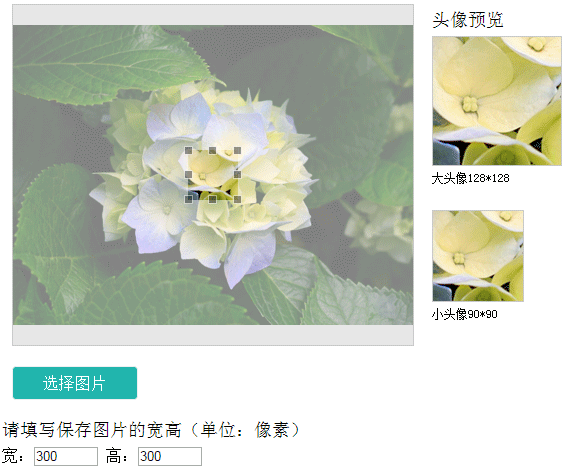 头像预览
大头像128*128
小头像90*90
选择图片
请填写保存图片的宽高（单位：像素）
宽：300 高：300